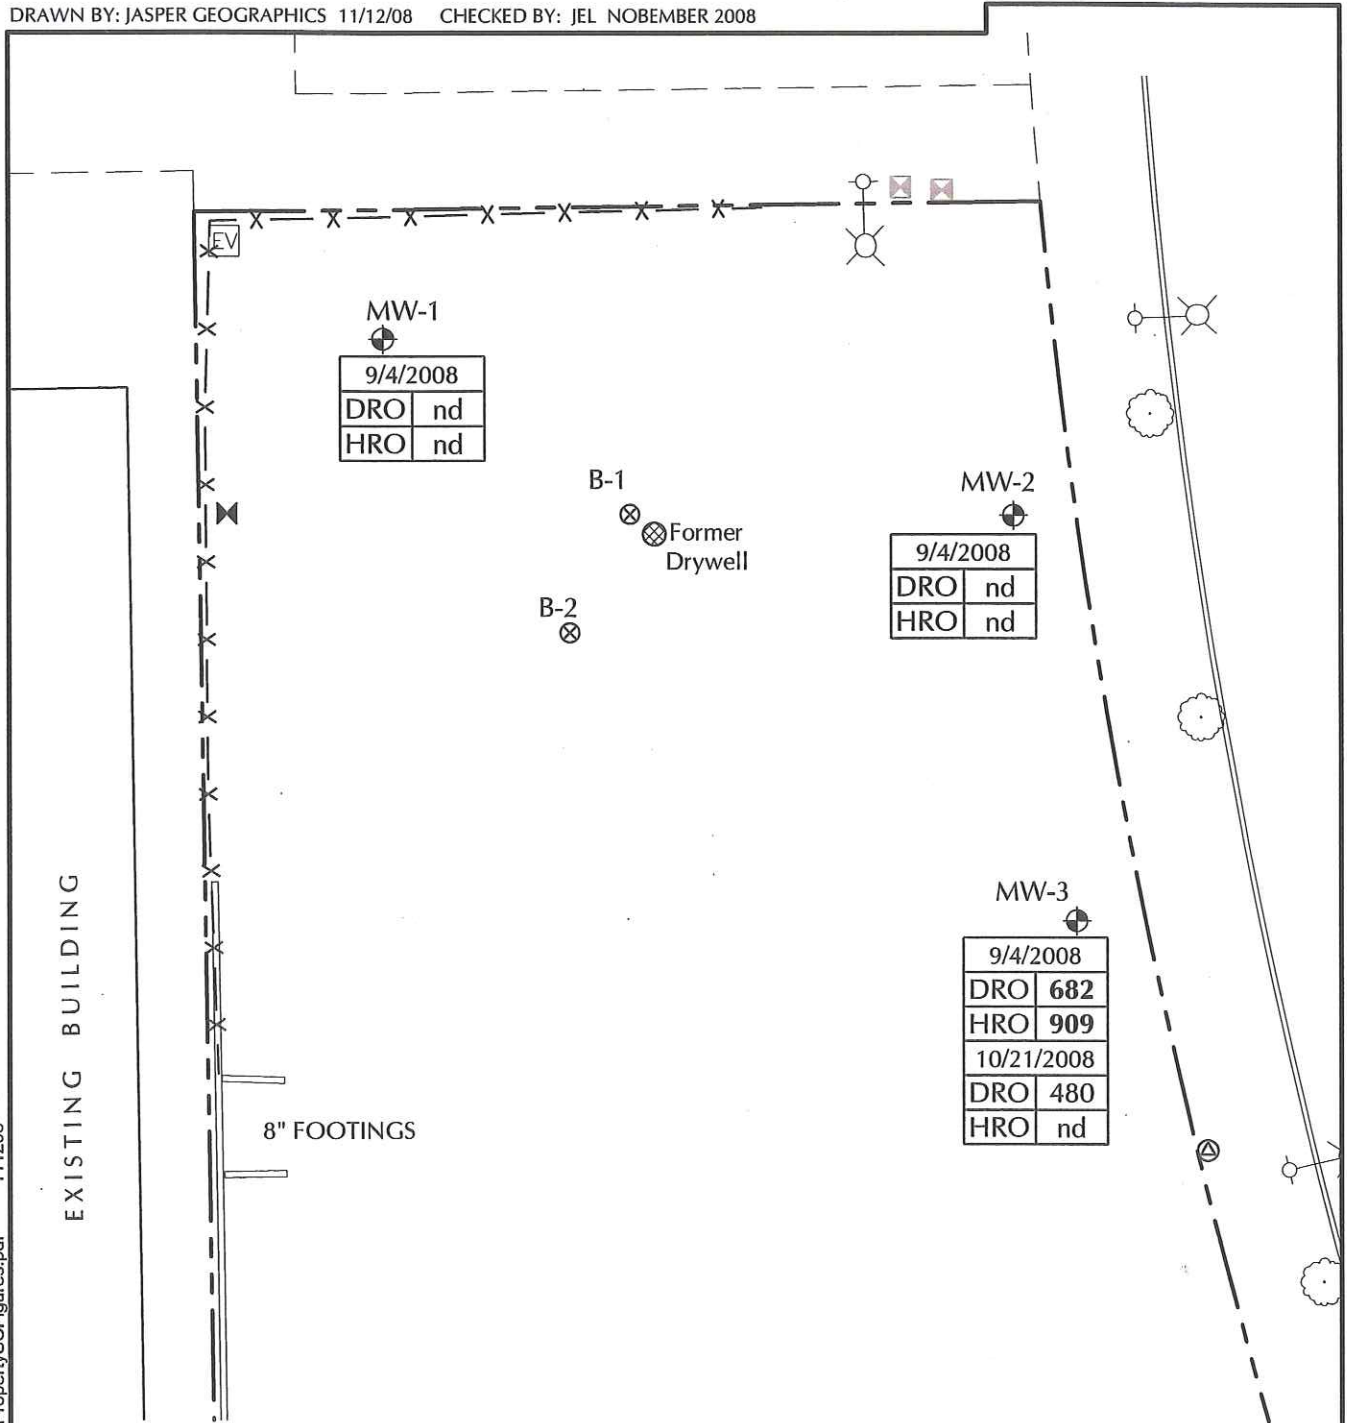 DRAWN BY: JASPER GEOGRAPHICS 11/12/08 CHECKED BY: JEL NOBEMBER 2008
EV
MW-1
9/4/2008
DRO nd
HRO nd
B-1
Former
Drywell
B-2
MW-2
9/4/2008
DRO nd
HRO nd
MW-3
9/4/2008
DRO 682
HRO 909
10/21/2008
DRO 480
HRO nd
8" FOOTINGS
EXISTING BUILDING